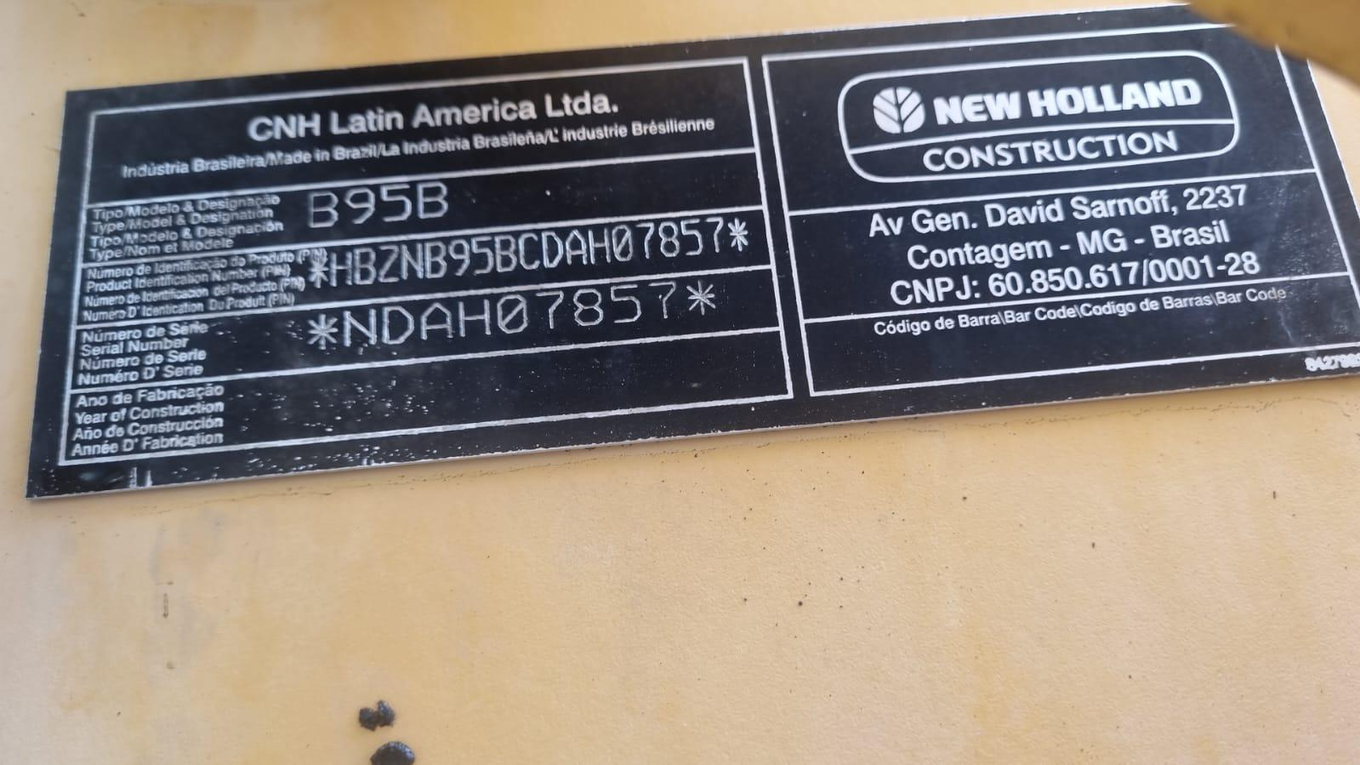 CNH Latin America Ltda.
Indústria Brasileira/Made in Brazil/La Industria Brasileña/L' industrie Brésilienne
Tipo/Modelo & Designação
Type/Model & Designation
Tipo/Modelo & Designación
Type/Nom et Modele
B95B
Número de Identificação do Produto (PIN)
Product Identification Number (PIN)
Número de Identificacion del Producto (PIN)
Numero D' Identication Du Produit (PIN)
*HBZNB95BCDAH07857*
Número de Série
Serial Number
Número de Serie
Numéro D' Serie
*NDAH07857*
Ano de Fabricação
Year of Construction
Año de Construcción
Année D' Fabrication
NEW HOLLAND
CONSTRUCTION
Av Gen. David Sarnoff, 2237
Contagem - MG - Brasil
CNPJ: 60.850.617/0001-28
Código de Barra\Bar Code\Codigo de Barras\Bar Code